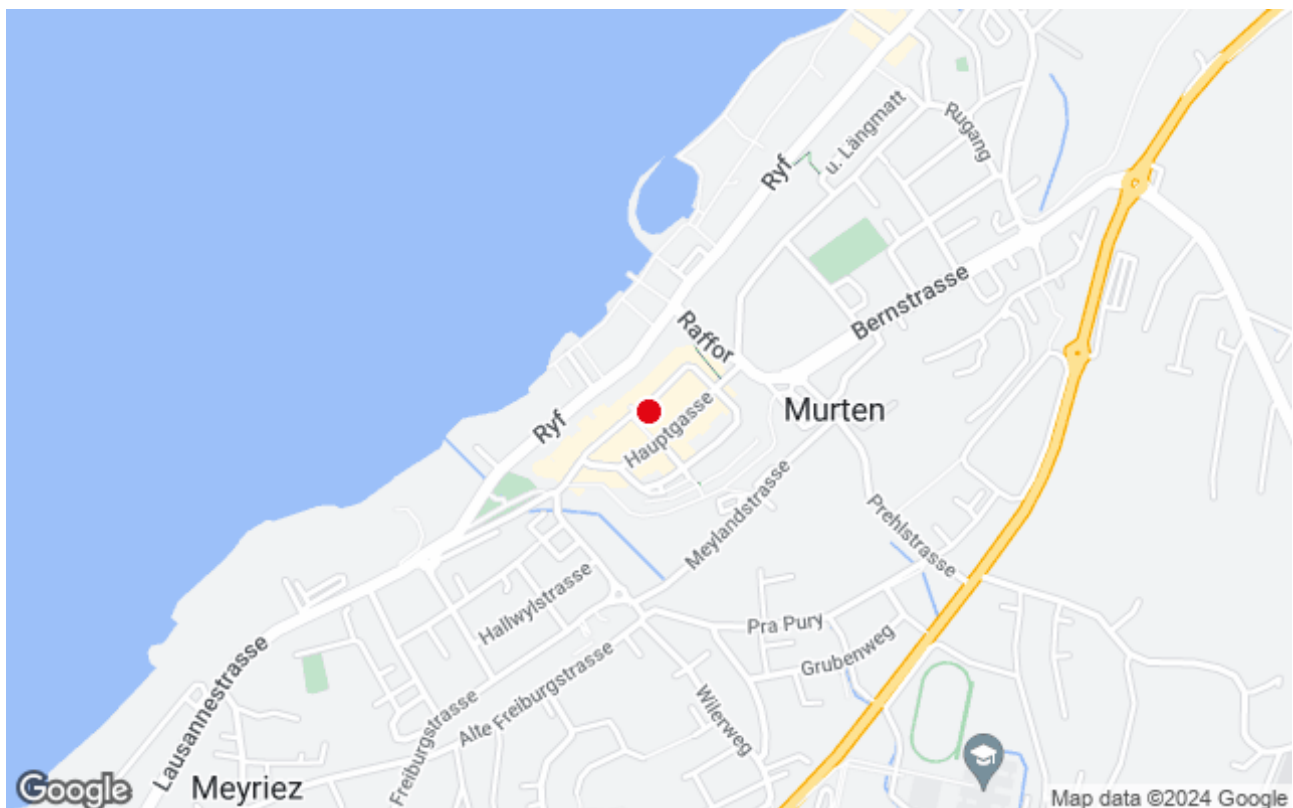 u. Längmatt
Rugang
Ryf
Bernstrasse
Raffor
Murten
Ryf
Hauptgasse
Meylandstrasse
Prehlstrasse
Hallwylstrasse
Pra Pury
Grubenweg
Lausannestrasse
Freiburgstrasse
Alte Freiburgstrasse
Wilerweg
Meyriez
Google
Map data ©2024 Google